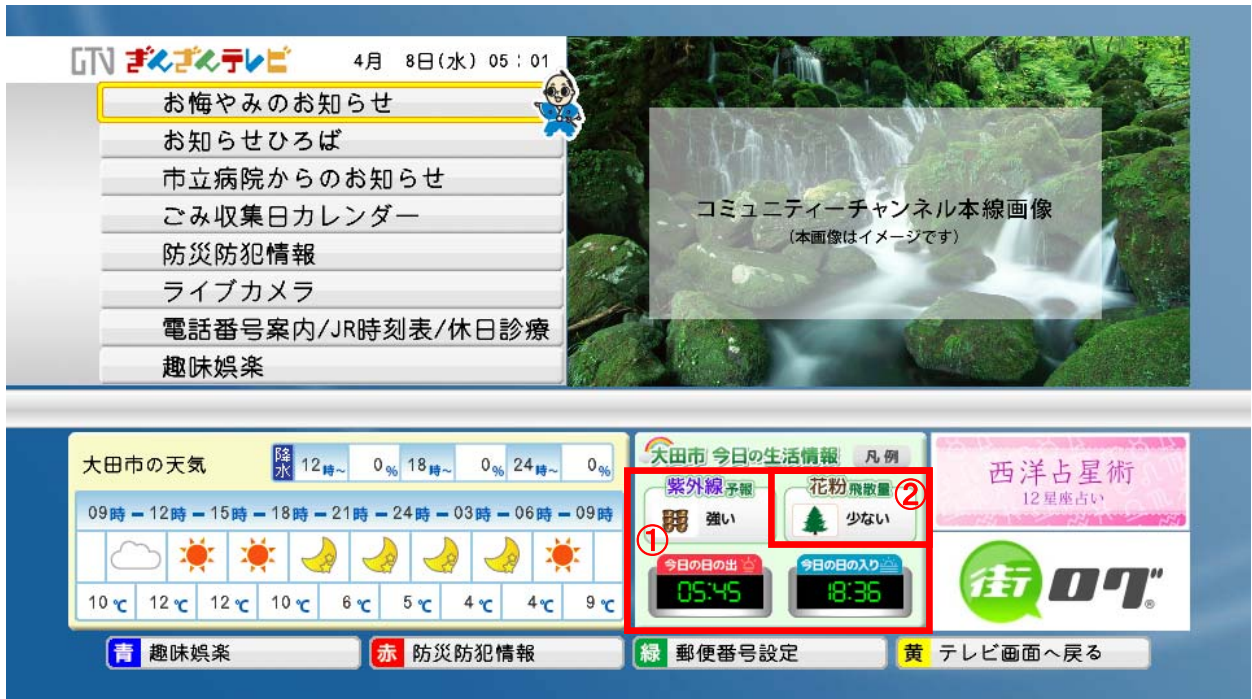 GTV ぎんざんテレビ 4月 8日(水) 05:01
お悔やみのお知らせ
お知らせひろば
市立病院からのお知らせ
ごみ収集日カレンダー
防災防犯情報
ライブカメラ
電話番号案内/JR時刻表/休日診療
趣味娯楽
コミュニティーチャンネル本線画像
(本画像はイメージです)
大田市の天気 降水 12時~ 0% 18時~ 0% 24時~ 0%
09時 12時 15時 18時 21時 24時 03時 06時 09時
10℃ 12℃ 12℃ 10℃ 6℃ 5℃ 4℃ 4℃ 9℃
大田市 今日の生活情報 凡例
紫外線予報 花粉飛散量 ②
強い 少ない
①
今日の日の出 今日の日の入り
05:45 18:36
西洋占星術
12星座占い
街ログ®
青 趣味娯楽 赤 防災防犯情報 緑 郵便番号設定 黄 テレビ画面へ戻る